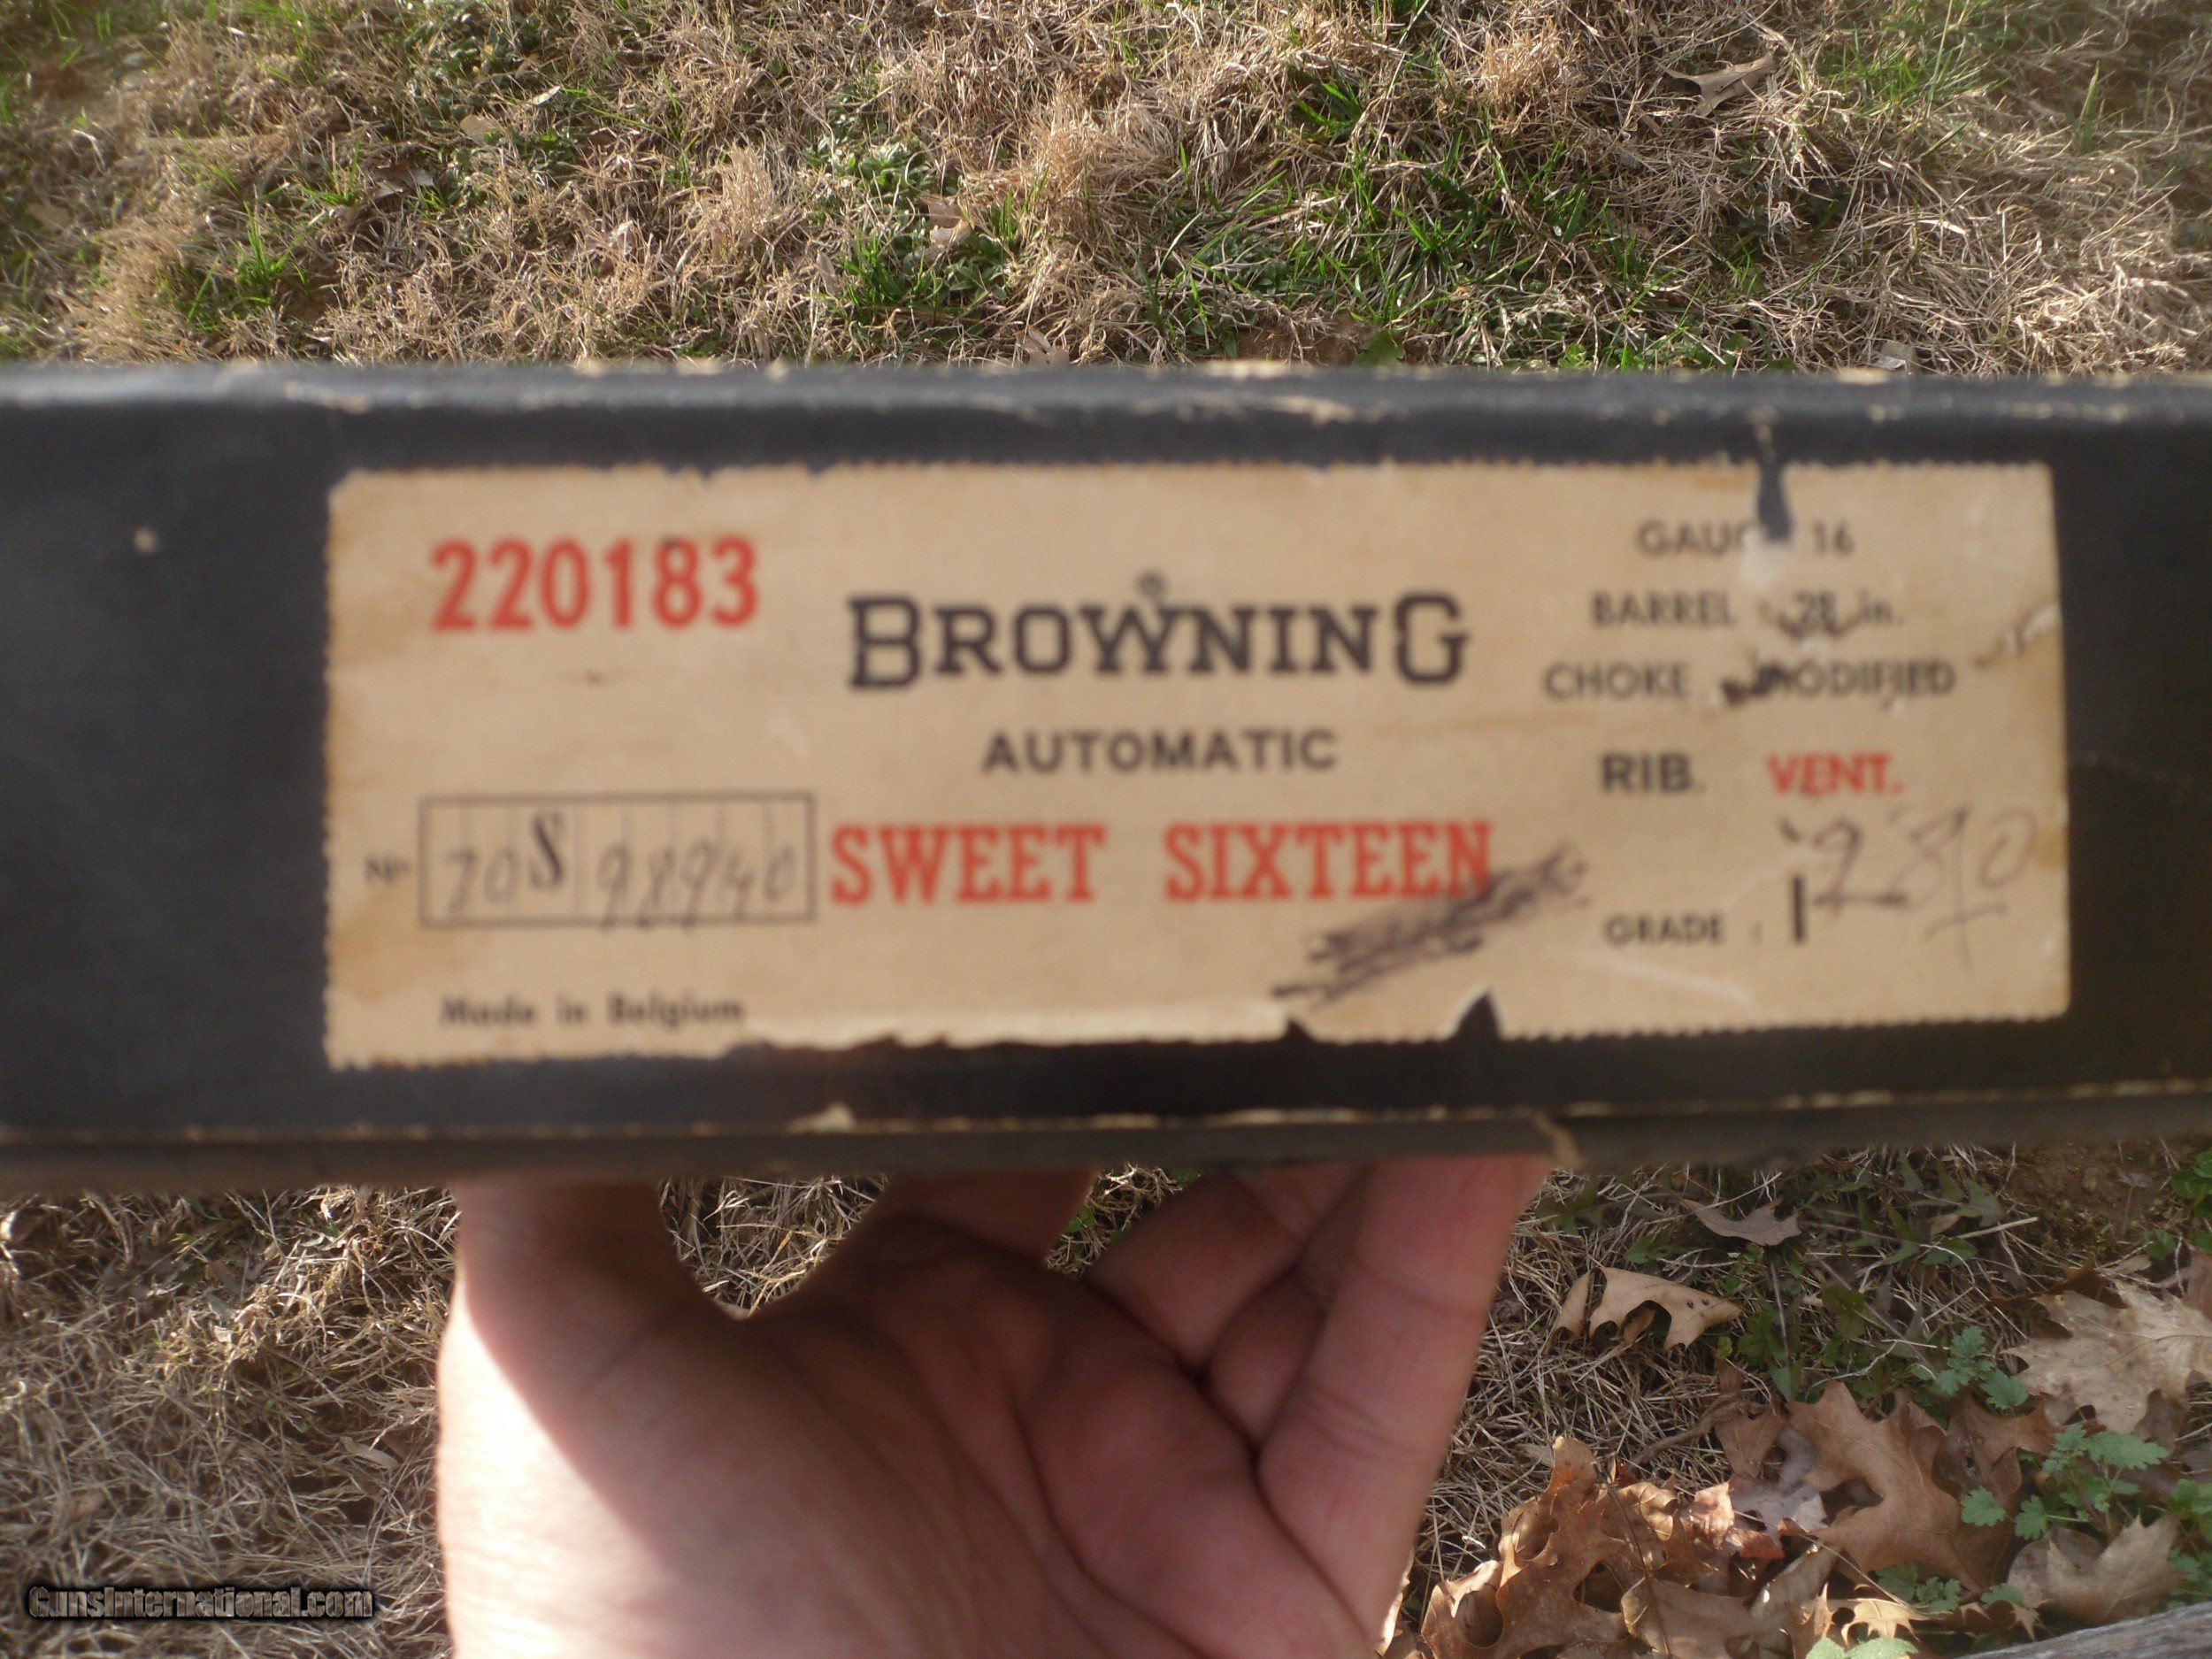 220183
BROWNING
®
AUTOMATIC
SWEET SIXTEEN
Nº 70 S 98940
Made in Belgium
16
BARREL : 28 in.
CHOKE : MODIFIED
RIB. VENT.
GRADE : I
GunsInternational.com